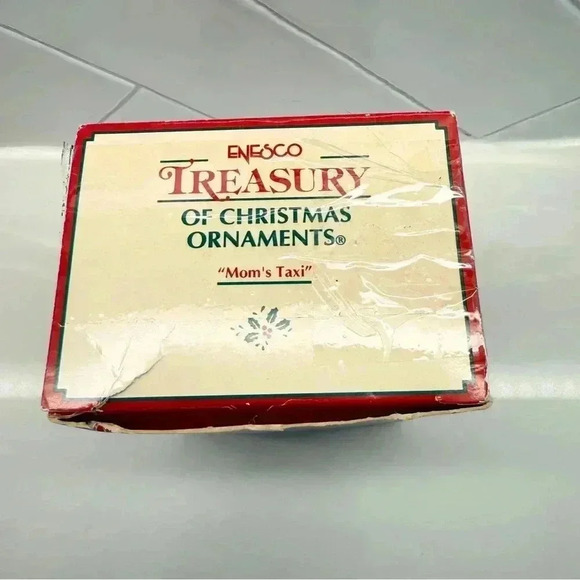 ENESCO
TREASURY
OF CHRISTMAS
ORNAMENTS®
"Mom's Taxi"